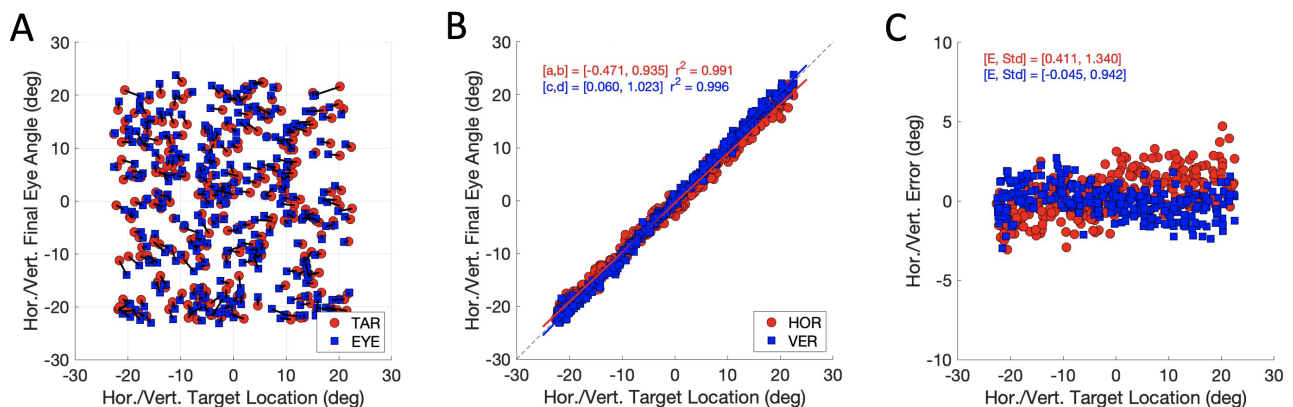 A
Hor./Vert. Final Eye Angle (deg)
30
20
10
0
-10
-20
-30
-30
-20
-10
0
10
20
30
Hor./Vert. Target Location (deg)
TAR
EYE
B
Hor./Vert. Final Eye Angle (deg)
30
20
10
0
-10
-20
-30
-30
-20
-10
0
10
20
30
Hor./Vert. Target Location (deg)
[a,b] = [-0.471, 0.935] r² = 0.991
[c,d] = [0.060, 1.023] r² = 0.996
HOR
VER
C
Hor./Vert. Error (deg)
10
5
0
-5
-10
-30
-20
-10
0
10
20
30
Hor./Vert. Target Location (deg)
[E, Std] = [0.411, 1.340]
[E, Std] = [-0.045, 0.942]